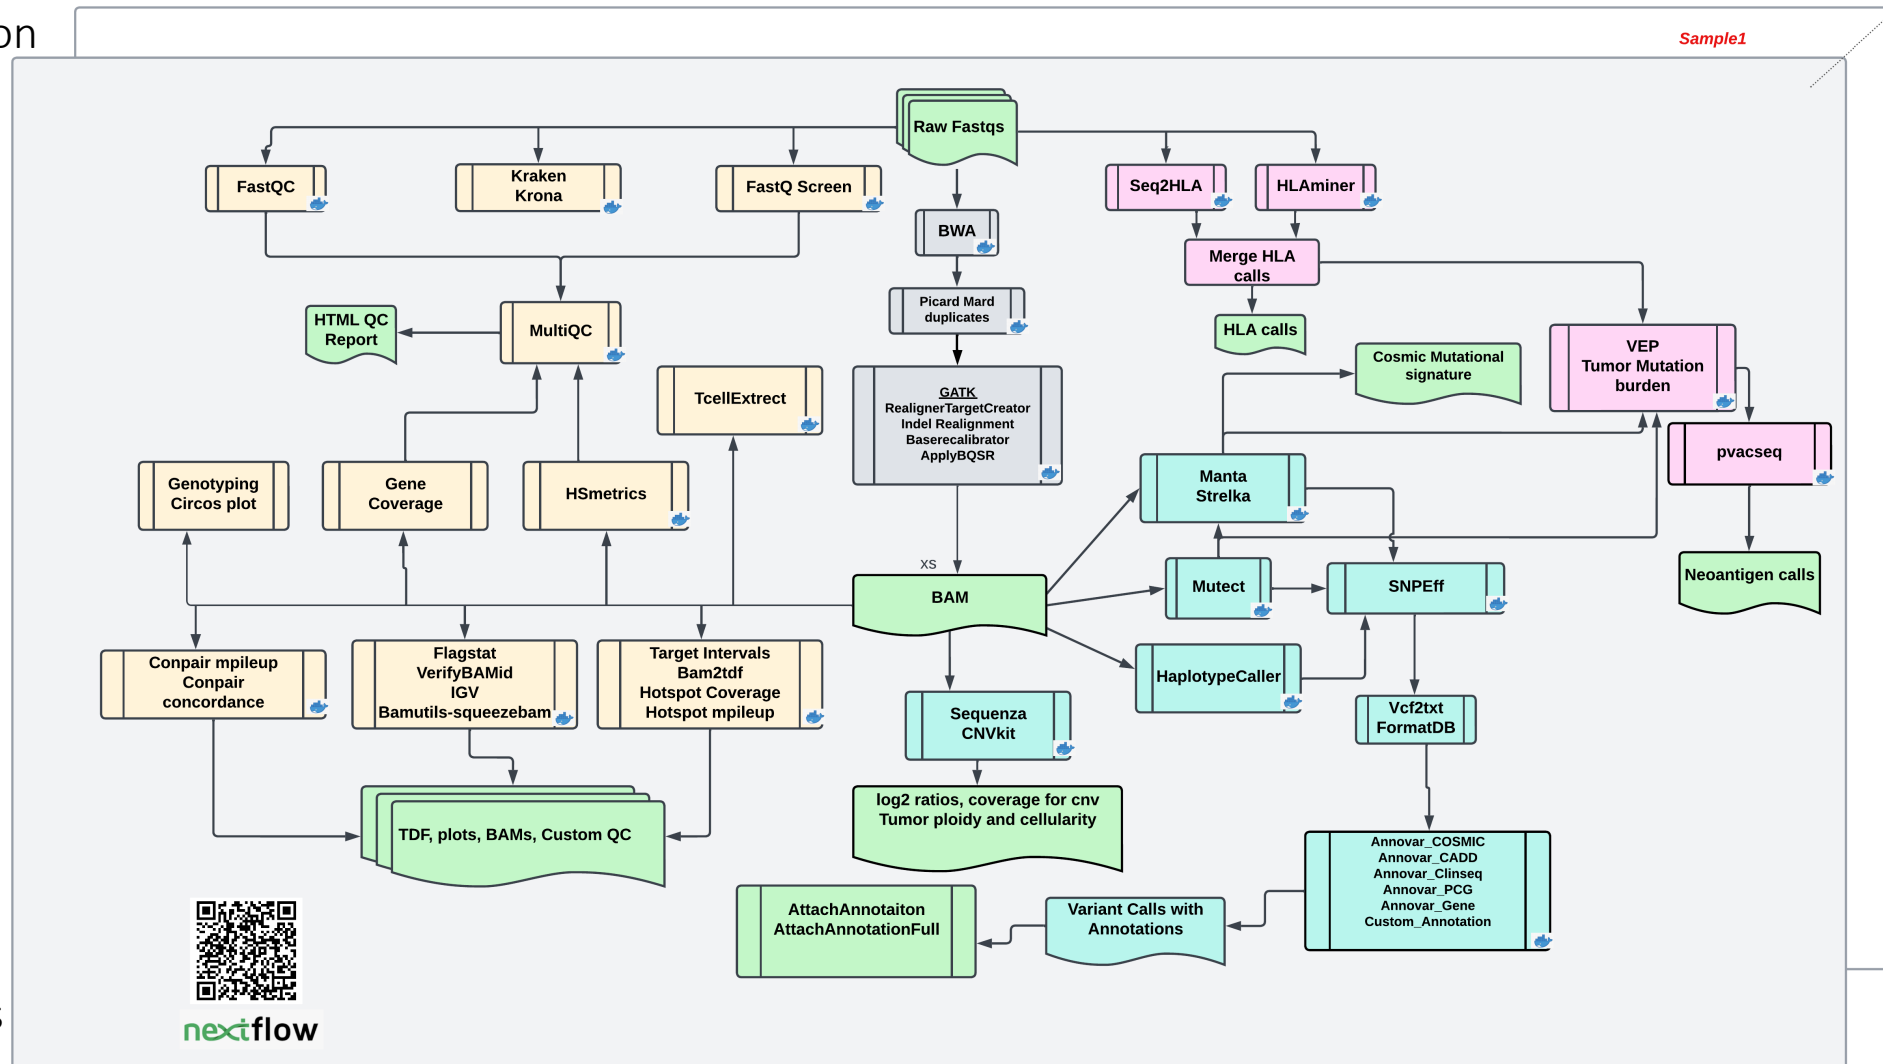 on
Sample1
Raw Fastqs
FastQC
Kraken
Krona
FastQ Screen
Seq2HLA
HLAminer
BWA
Merge HLA
calls
Picard Mard
duplicates
HTML QC
Report
MultiQC
HLA calls
Cosmic Mutational
signature
VEP
Tumor Mutation
burden
TcellExtrect
GATK
RealignerTargetCreator
Indel Realignment
Baserecalibrator
ApplyBQSR
pvacseq
Genotyping
Circos plot
Gene
Coverage
HSmetrics
Manta
Strelka
xs
BAM
Mutect
SNPEff
Neoantigen calls
Conpair mpileup
Conpair
concordance
Flagstat
VerifyBAMid
IGV
Bamutils-squeezebam
Target Intervals
Bam2tdf
Hotspot Coverage
Hotspot mpileup
HaplotypeCaller
Sequenza
CNVkit
Vcf2txt
FormatDB
TDF, plots, BAMs, Custom QC
log2 ratios, coverage for cnv
Tumor ploidy and cellularity
Annovar_COSMIC
Annovar_CADD
Annovar_Clinseq
Annovar_PCG
Annovar_Gene
Custom_Annotation
AttachAnnotaiton
AttachAnnotationFull
Variant Calls with
Annotations
s
nextflow